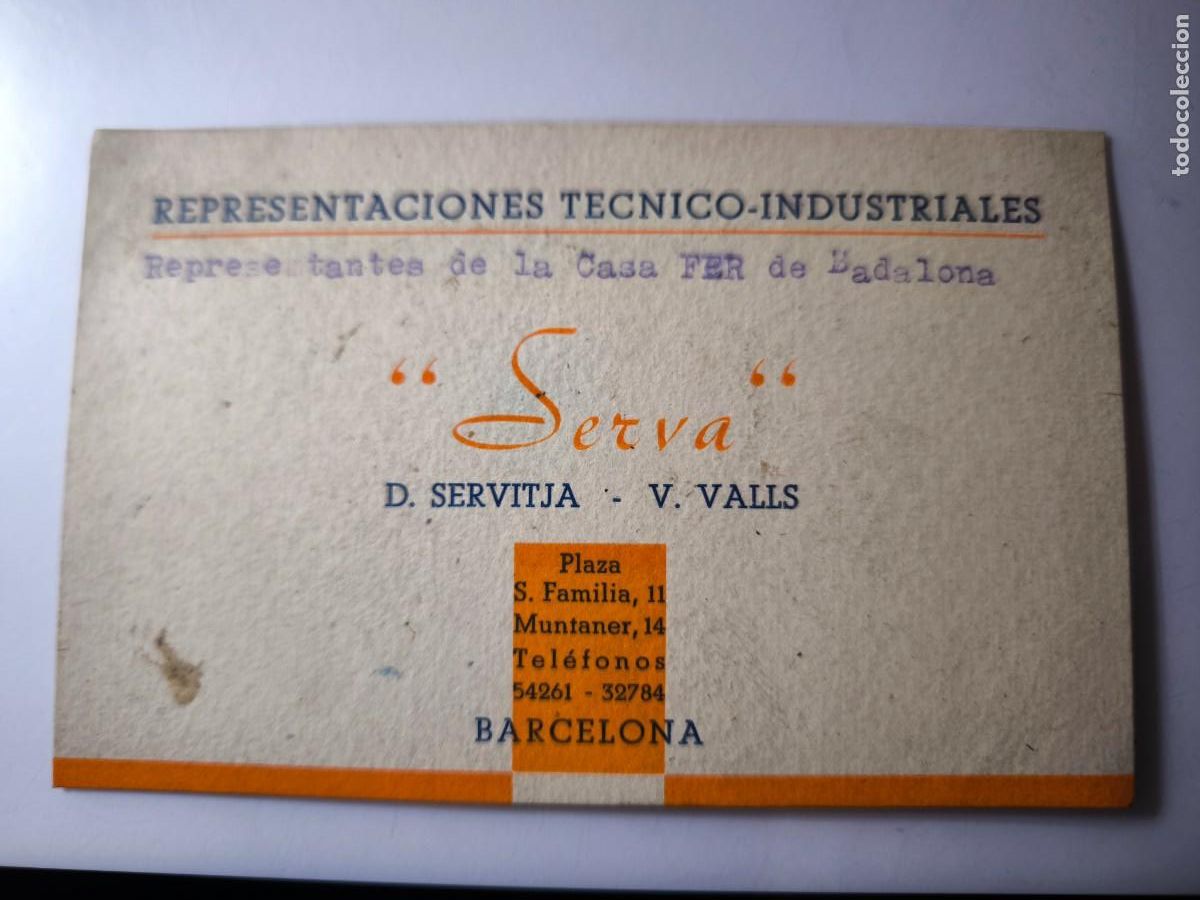 REPRESENTACIONES TECNICO-INDUSTRIALES
Representantes de la Casa FER de Badalona
“ Serva “
D. SERVITJA - V. VALLS
Plaza
S. Familia, 11
Muntaner, 14
Teléfonos
54261 - 32784
BARCELONA
todocoleccion